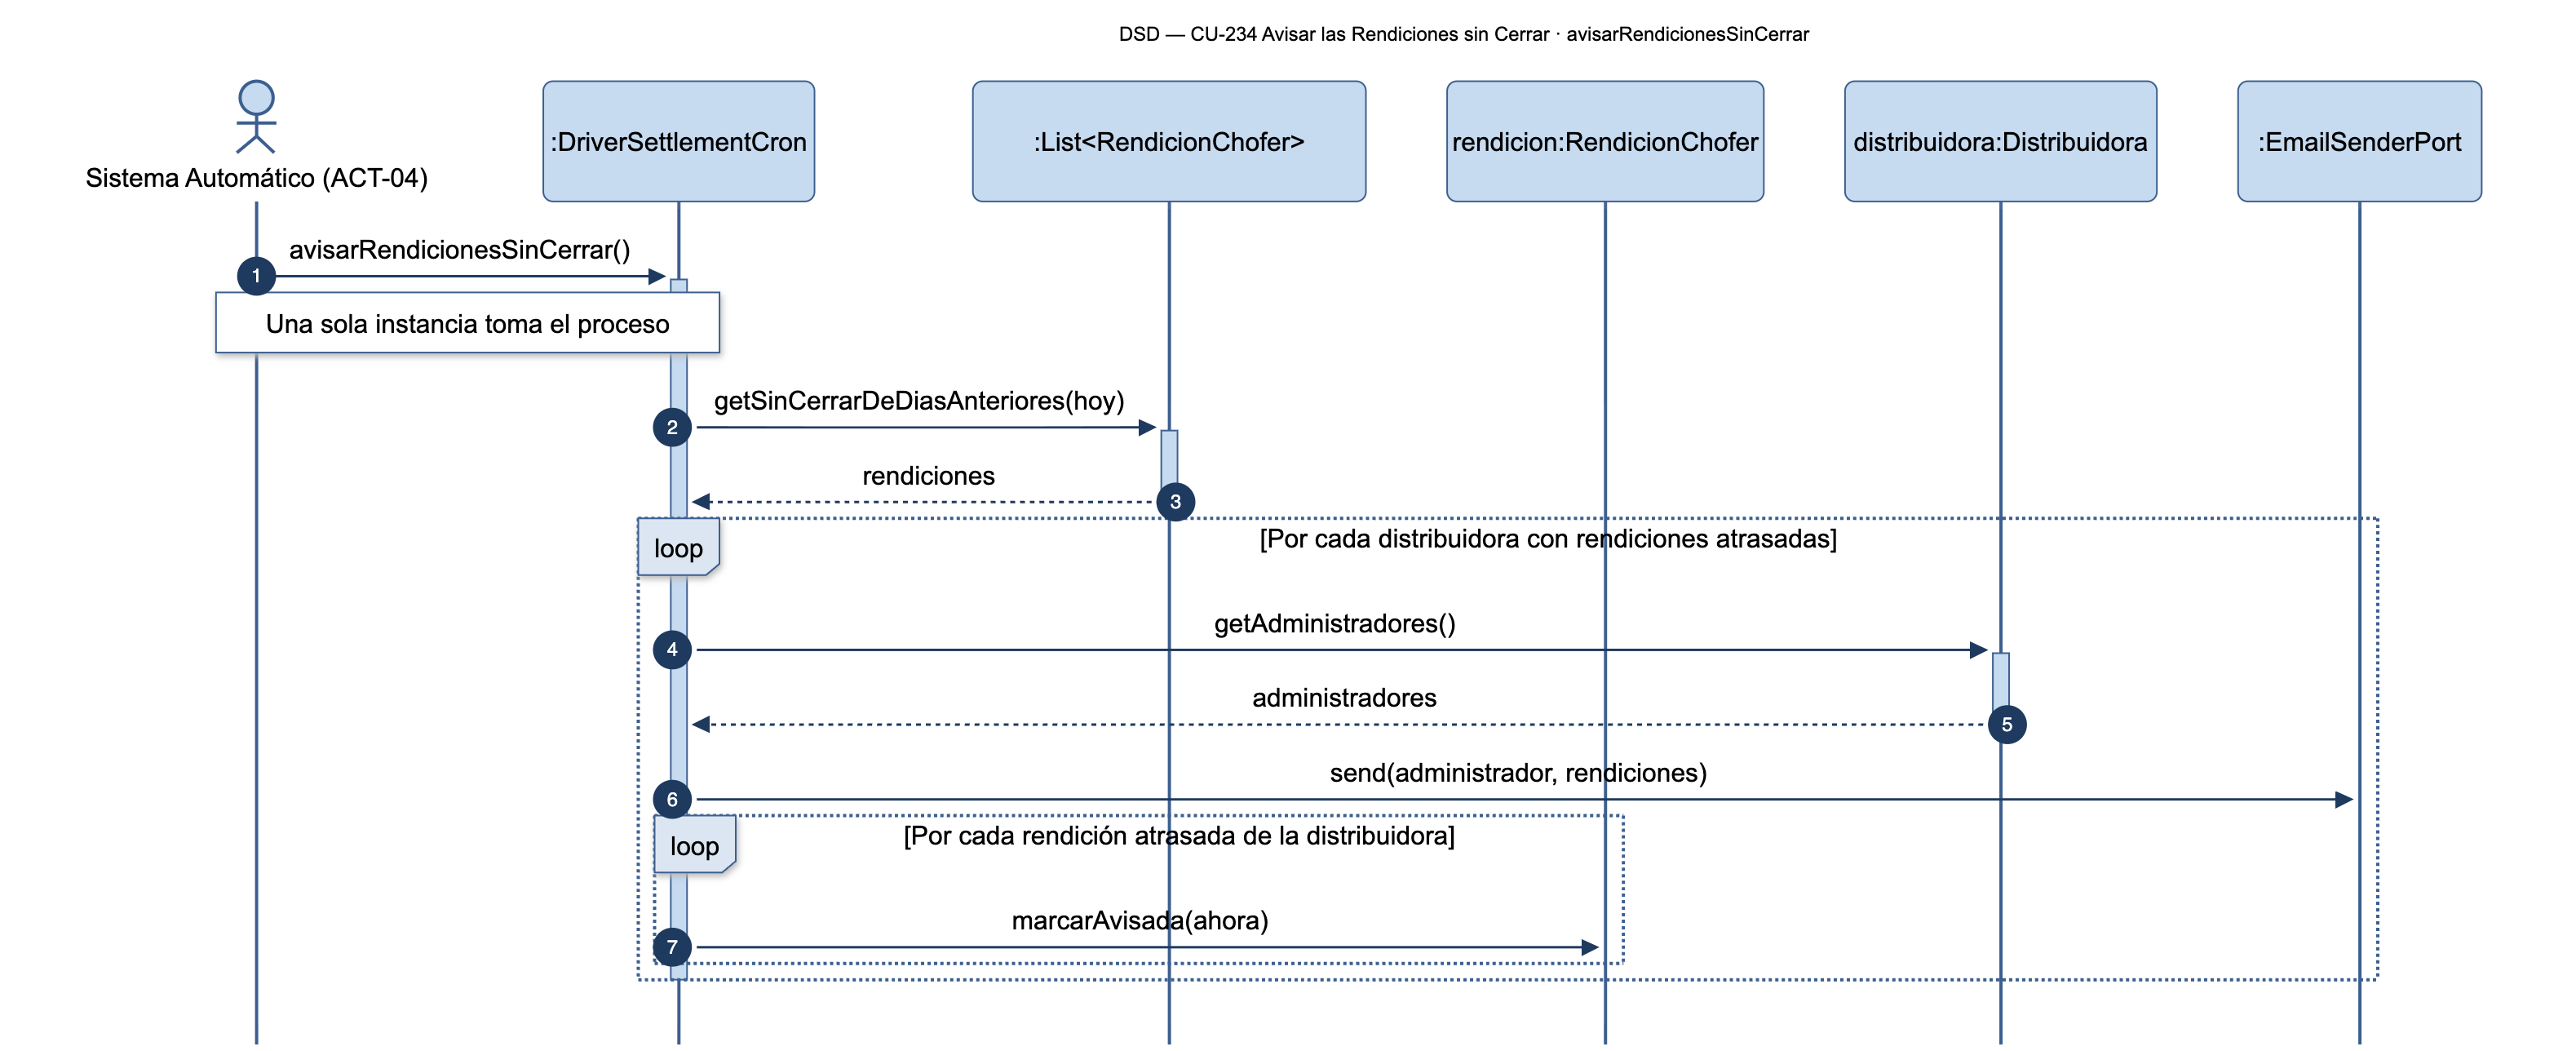 DSD — CU-234 Avisar las Rendiciones sin Cerrar · avisarRendicionesSinCerrar
Sistema Automático (ACT-04)
:DriverSettlementCron
:List<RendicionChofer>
rendicion:RendicionChofer
distribuidora:Distribuidora
:EmailSenderPort
avisarRendicionesSinCerrar()
1
Una sola instancia toma el proceso
getSinCerrarDeDiasAnteriores(hoy)
2
rendiciones
3
loop
[Por cada distribuidora con rendiciones atrasadas]
getAdministradores()
4
administradores
5
send(administrador, rendiciones)
6
loop
[Por cada rendición atrasada de la distribuidora]
marcarAvisada(ahora)
7